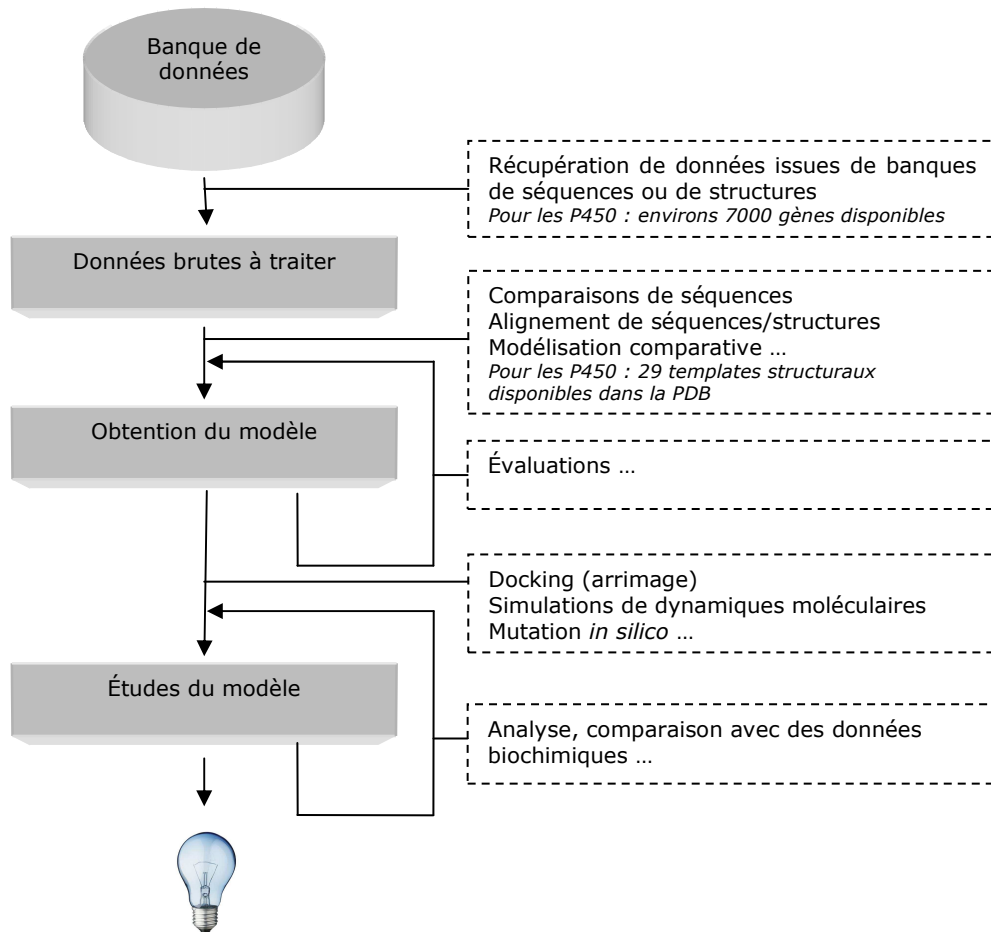 Banque de
données
Récupération de données issues de banques
de séquences ou de structures
Pour les P450 : environs 7000 gènes disponibles
Données brutes à traiter
Comparaisons de séquences
Alignement de séquences/structures
Modélisation comparative …
Pour les P450 : 29 templates structuraux
disponibles dans la PDB
Obtention du modèle
Évaluations …
Docking (arrimage)
Simulations de dynamiques moléculaires
Mutation in silico …
Études du modèle
Analyse, comparaison avec des données
biochimiques …